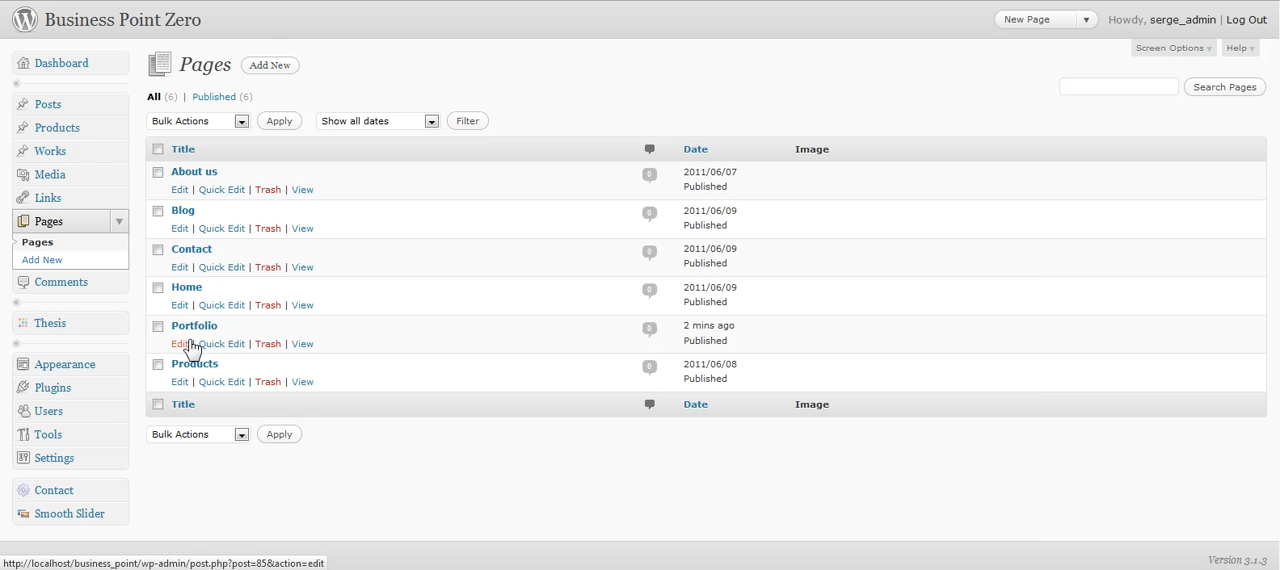 Business Point Zero
New Page
Howdy, serge_admin | Log Out
Screen Options
Help
Dashboard
Posts
Products
Works
Media
Links
Pages
Pages
Add New
Comments
Thesis
Appearance
Plugins
Users
Tools
Settings
Contact
Smooth Slider
Pages Add New
All (6) | Published (6)
Search Pages
Bulk Actions Apply Show all dates Filter
Title Date Image
About us 0 2011/06/07
Edit | Quick Edit | Trash | View Published
Blog 0 2011/06/09
Edit | Quick Edit | Trash | View Published
Contact 0 2011/06/09
Edit | Quick Edit | Trash | View Published
Home 0 2011/06/09
Edit | Quick Edit | Trash | View Published
Portfolio 0 2 mins ago
Edit | Quick Edit | Trash | View Published
Products 0 2011/06/08
Edit | Quick Edit | Trash | View Published
Title Date Image
Bulk Actions Apply
http://localhost/business_point/wp-admin/post.php?post=85&action=edit
Version 3.1.3